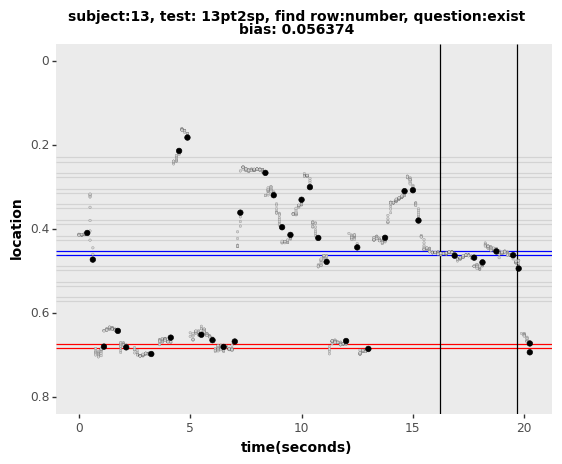 subject:13, test: 13pt2sp, find row:number, question:exist
bias: 0.056374
0
0.2
0.4
0.6
0.8
location
0
5
10
15
20
time(seconds)